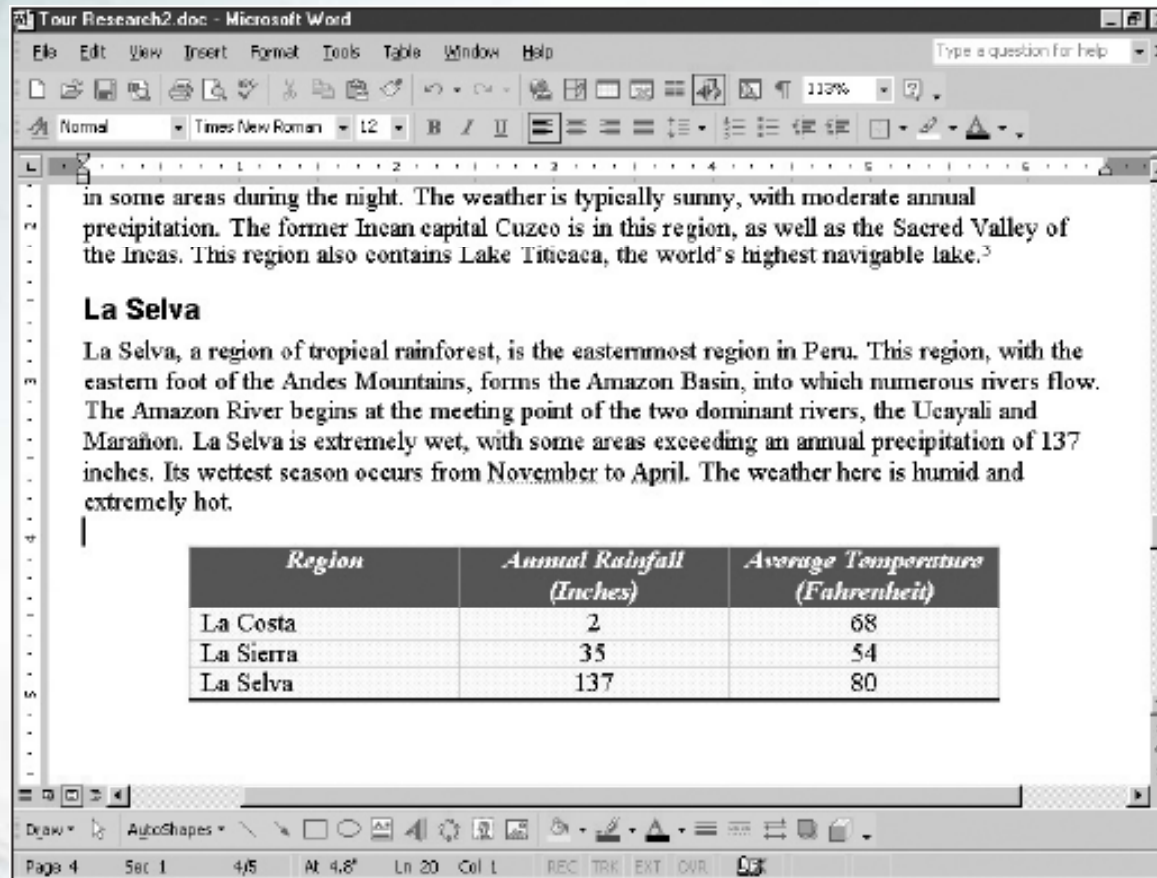 Tour Research2.doc - Microsoft Word
File Edit View Insert Format Tools Table Window Help Type a question for help
113%
Normal Times New Roman 12 B I U
1 2 3 4 5 6
in some areas during the night. The weather is typically sunny, with moderate annual
precipitation. The former Incan capital Cuzco is in this region, as well as the Sacred Valley of
the Incas. This region also contains Lake Titicaca, the world's highest navigable lake.³
La Selva
La Selva, a region of tropical rainforest, is the easternmost region in Peru. This region, with the
eastern foot of the Andes Mountains, forms the Amazon Basin, into which numerous rivers flow.
The Amazon River begins at the meeting point of the two dominant rivers, the Ucayali and
Marañon. La Selva is extremely wet, with some areas exceeding an annual precipitation of 137
inches. Its wettest season occurs from November to April. The weather here is humid and
extremely hot.
Region Annual Rainfall Average Temperature
(Inches) (Fahrenheit)
La Costa 2 68
La Sierra 35 54
La Selva 137 80
Draw AutoShapes
Page 4 Sec 1 4/5 At 4.8" Ln 20 Col 1 REC TRK EXT OVR